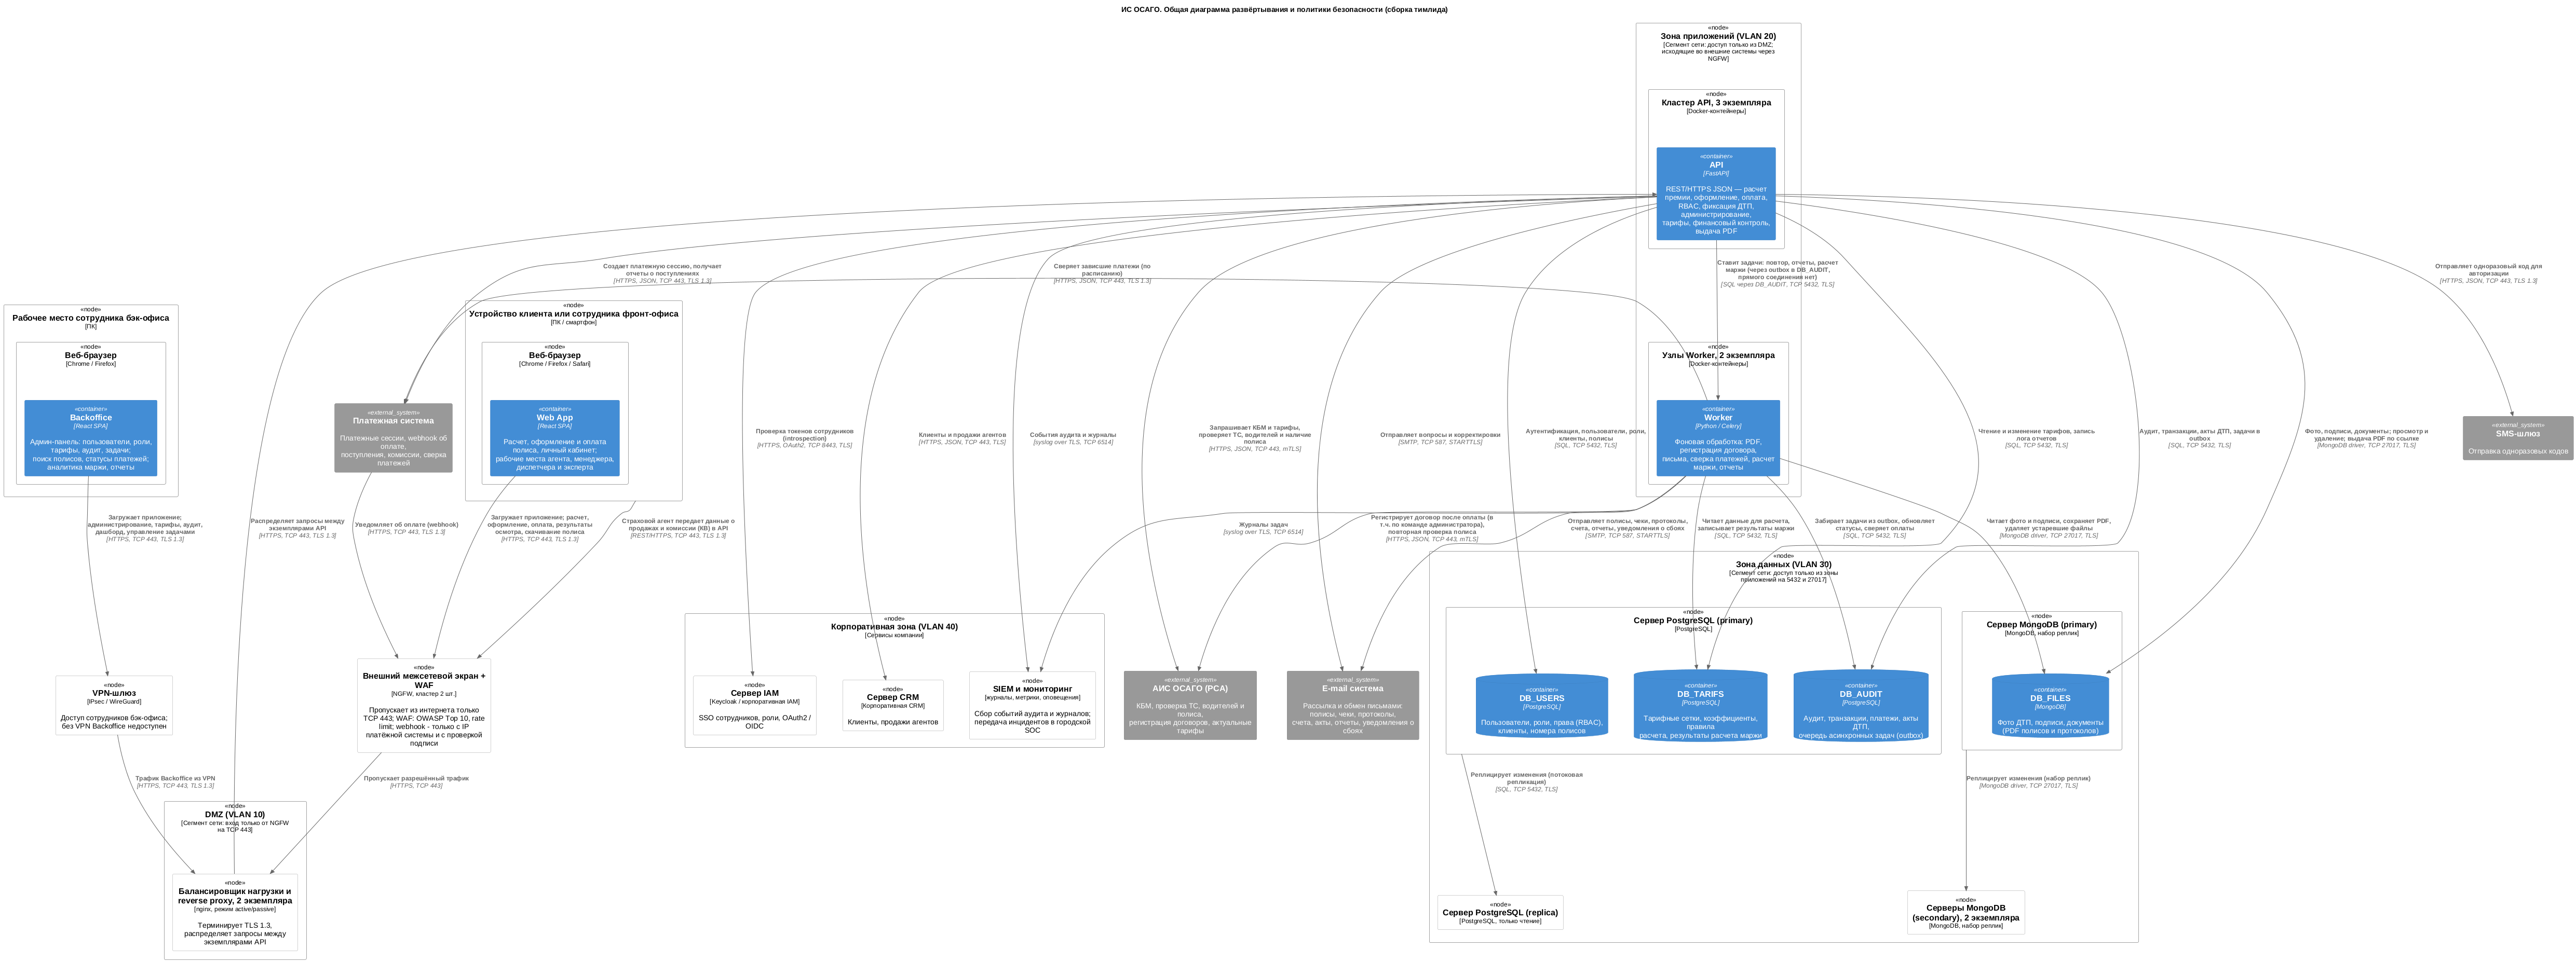 ИС ОСАГО. Общая диаграмма развёртывания и политики безопасности (сборка тимлида)
«node»
Зона приложений (VLAN 20)
[Сегмент сети: доступ только из DMZ;
исходящие во внешние системы через
NGFW]
«node»
Кластер API, 3 экземпляра
[Docker-контейнеры]
«container»
API
[FastAPI]
REST/HTTPS JSON — расчет
премии, оформление, оплата,
RBAC, фиксация ДТП,
администрирование,
тарифы, финансовый контроль,
выдача PDF
Создает платежную сессию, получает
отчеты о поступлениях
[HTTPS, JSON, TCP 443, TLS 1.3]
Сверяет зависшие платежи (по
расписанию)
[HTTPS, JSON, TCP 443, TLS 1.3]
Ставит задачи: повтор, отчеты, расчет
маржи (через outbox в DB_AUDIT,
прямого соединения нет)
[SQL через DB_AUDIT, TCP 5432, TLS]
Отправляет одноразовый код для
авторизации
[HTTPS, JSON, TCP 443, TLS 1.3]
«node»
Рабочее место сотрудника бэк-офиса
[ПК]
«node»
Веб-браузер
[Chrome / Firefox]
«container»
Backoffice
[React SPA]
Админ-панель: пользователи, роли,
тарифы, аудит, задачи;
поиск полисов, статусы платежей;
аналитика маржи, отчеты
«external_system»
Платежная система
Платежные сессии, webhook об
оплате,
поступления, комиссии, сверка
платежей
«node»
Устройство клиента или сотрудника фронт-офиса
[ПК / смартфон]
«node»
Веб-браузер
[Chrome / Firefox / Safari]
«container»
Web App
[React SPA]
Расчет, оформление и оплата
полиса, личный кабинет;
рабочие места агента, менеджера,
диспетчера и эксперта
«node»
Узлы Worker, 2 экземпляра
[Docker-контейнеры]
«container»
Worker
[Python / Celery]
Фоновая обработка: PDF,
регистрация договора,
письма, сверка платежей, расчет
маржи, отчеты
«external_system»
SMS-шлюз
Отправка одноразовых кодов
Проверка токенов сотрудников
(introspection)
[HTTPS, OAuth2, TCP 8443, TLS]
Клиенты и продажи агентов
[HTTPS, JSON, TCP 443, TLS]
События аудита и журналы
[syslog over TLS, TCP 6514]
Запрашивает КБМ и тарифы,
проверяет ТС, водителей и наличие
полиса
[HTTPS, JSON, TCP 443, mTLS]
Отправляет вопросы и корректировки
[SMTP, TCP 587, STARTTLS]
Аутентификация, пользователи, роли,
клиенты, полисы
[SQL, TCP 5432, TLS]
Чтение и изменение тарифов, запись
лога отчетов
[SQL, TCP 5432, TLS]
Аудит, транзакции, акты ДТП, задачи в
outbox
[SQL, TCP 5432, TLS]
Фото, подписи, документы; просмотр и
удаление; выдача PDF по ссылке
[MongoDB driver, TCP 27017, TLS]
Загружает приложение;
администрирование, тарифы, аудит,
дашборд, управление задачами
[HTTPS, TCP 443, TLS 1.3]
Распределяет запросы между
экземплярами API
[HTTPS, TCP 443, TLS 1.3]
Уведомляет об оплате (webhook)
[HTTPS, TCP 443, TLS 1.3]
Загружает приложение; расчет,
оформление, оплата, результаты
осмотра, скачивание полиса
[HTTPS, TCP 443, TLS 1.3]
Страховой агент передает данные о
продажах и комиссии (КВ) в API
[REST/HTTPS, TCP 443, TLS 1.3]
Журналы задач
[syslog over TLS, TCP 6514]
Регистрирует договор после оплаты (в
т.ч. по команде администратора),
повторная проверка полиса
[HTTPS, JSON, TCP 443, mTLS]
Отправляет полисы, чеки, протоколы,
счета, отчеты, уведомления о сбоях
[SMTP, TCP 587, STARTTLS]
Читает данные для расчета,
записывает результаты маржи
[SQL, TCP 5432, TLS]
Забирает задачи из outbox, обновляет
статусы, сверяет оплаты
[SQL, TCP 5432, TLS]
Читает фото и подписи, сохраняет PDF,
удаляет устаревшие файлы
[MongoDB driver, TCP 27017, TLS]
«node»
VPN-шлюз
[IPsec / WireGuard]
Доступ сотрудников бэк-офиса;
без VPN Backoffice недоступен
«node»
Внешний межсетевой экран +
WAF
[NGFW, кластер 2 шт.]
Пропускает из интернета только
TCP 443; WAF: OWASP Top 10, rate
limit; webhook - только с IP
платёжной системы и с проверкой
подписи
«node»
Корпоративная зона (VLAN 40)
[Сервисы компании]
«node»
Сервер IAM
[Keycloak / корпоративная IAM]
SSO сотрудников, роли, OAuth2 /
OIDC
«node»
Сервер CRM
[Корпоративная CRM]
Клиенты, продажи агентов
«node»
SIEM и мониторинг
[журналы, метрики, оповещения]
Сбор событий аудита и журналов;
передача инцидентов в городской
SOC
«external_system»
АИС ОСАГО (РСА)
КБМ, проверка ТС, водителей и
полиса,
регистрация договоров, актуальные
тарифы
«external_system»
E-mail система
Рассылка и обмен письмами:
полисы, чеки, протоколы,
счета, акты, отчеты, уведомления о
сбоях
«node»
Зона данных (VLAN 30)
[Сегмент сети: доступ только из зоны
приложений на 5432 и 27017]
«node»
Сервер PostgreSQL (primary)
[PostgreSQL]
«container»
DB_USERS
[PostgreSQL]
Пользователи, роли, права (RBAC),
клиенты, номера полисов
«container»
DB_TARIFS
[PostgreSQL]
Тарифные сетки, коэффициенты,
правила
расчета, результаты расчета маржи
«container»
DB_AUDIT
[PostgreSQL]
Аудит, транзакции, платежи, акты
ДТП,
очередь асинхронных задач (outbox)
«node»
Сервер MongoDB (primary)
[MongoDB, набор реплик]
«container»
DB_FILES
[MongoDB]
Фото ДТП, подписи, документы
(PDF полисов и протоколов)
Трафик Backoffice из VPN
[HTTPS, TCP 443, TLS 1.3]
Пропускает разрешённый трафик
[HTTPS, TCP 443]
Реплицирует изменения (потоковая
репликация)
[SQL, TCP 5432, TLS]
Реплицирует изменения (набор реплик)
[MongoDB driver, TCP 27017, TLS]
«node»
DMZ (VLAN 10)
[Сегмент сети: вход только от NGFW
на TCP 443]
«node»
Балансировщик нагрузки и
reverse proxy, 2 экземпляра
[nginx, режим active/passive]
Терминирует TLS 1.3,
распределяет запросы между
экземплярами API
«node»
Сервер PostgreSQL (replica)
[PostgreSQL, только чтение]
«node»
Серверы MongoDB
(secondary), 2 экземпляра
[MongoDB, набор реплик]